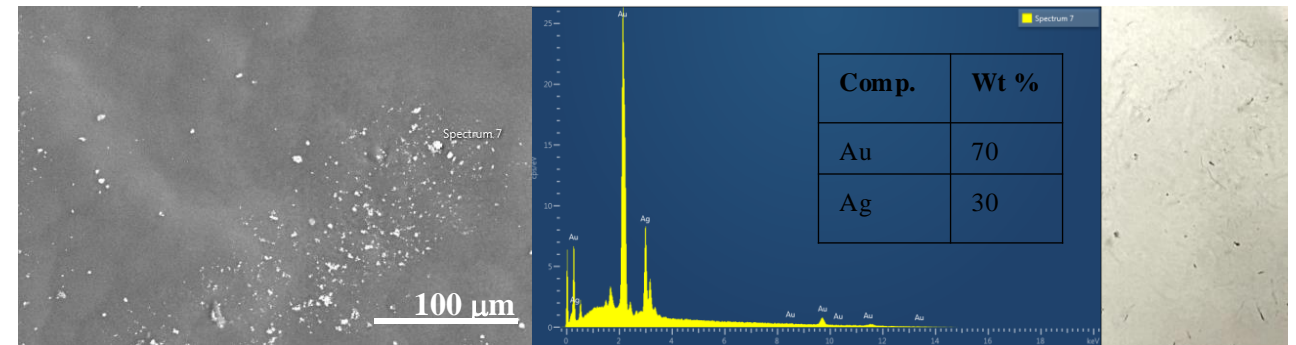 Spectrum 7
100 μm
Spectrum 7
Comp. Wt %
Au 70
Ag 30
cps/eV
25
20
15
10
5
0
Au
Au
Ag
Ag
Au
Au
Au
Au
Au
0 2 4 6 8 10 12 14 16 18 keV